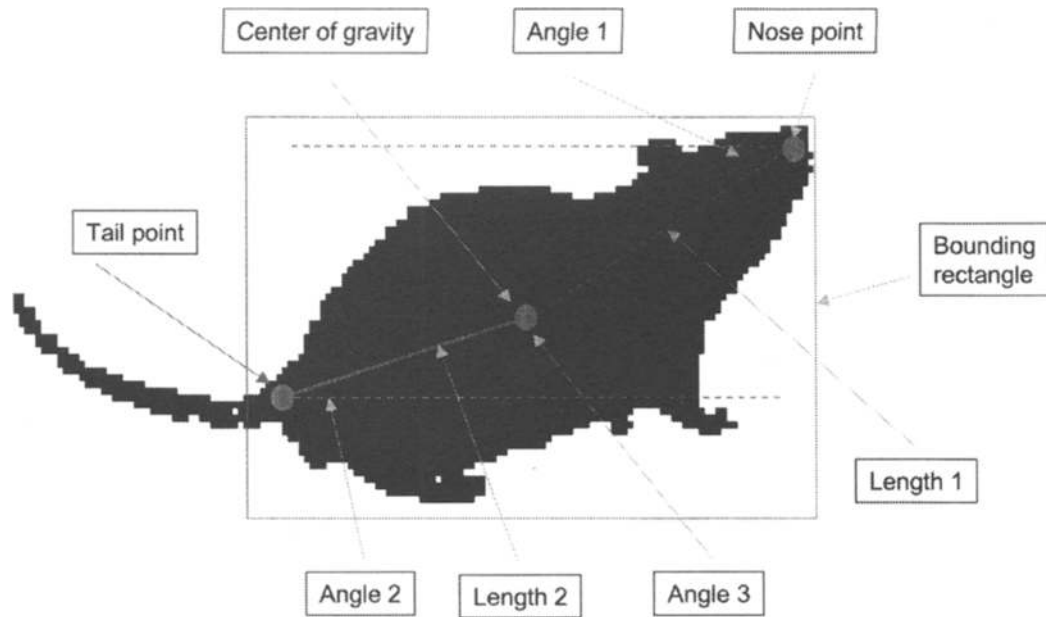 Center of gravity
Angle 1
Nose point
Tail point
Bounding
rectangle
Length 1
Angle 2
Length 2
Angle 3